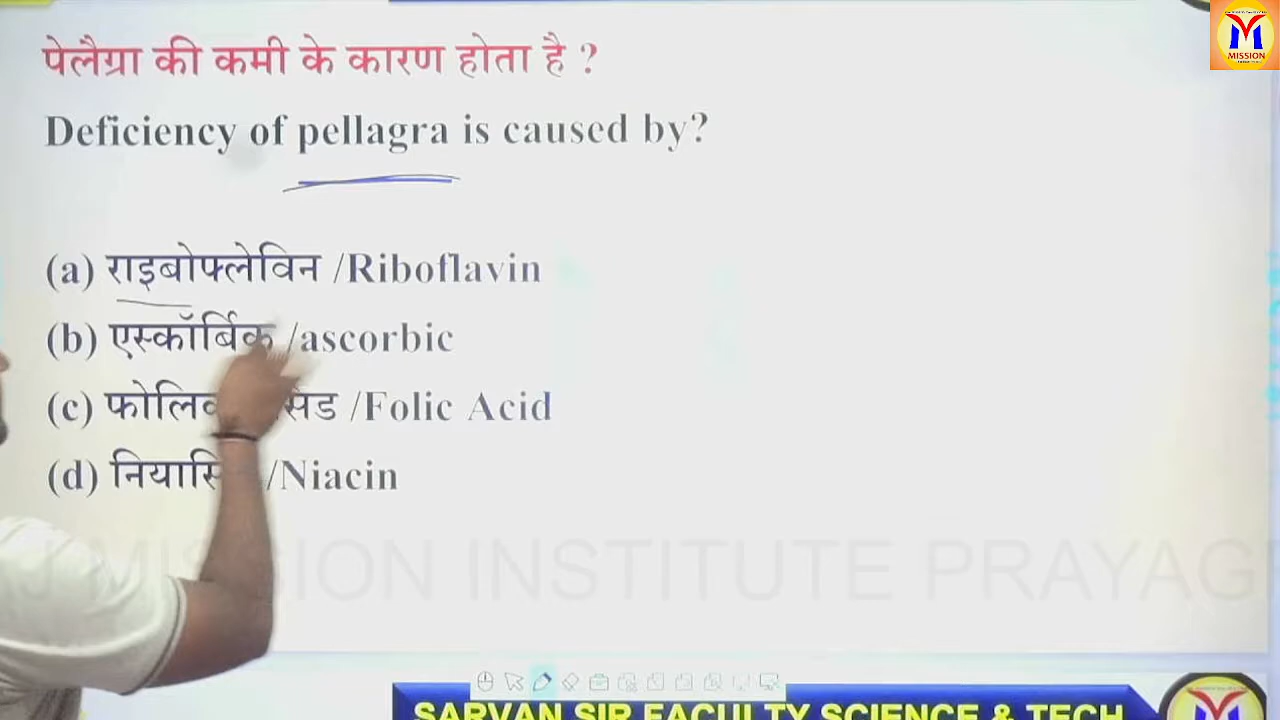 MISSION
पेलैग्रा की कमी के कारण होता है ?
Deficiency of pellagra is caused by?
(a) राइबोफ्लेविन /Riboflavin
(b) एस्कॉर्बिक /ascorbic
(c) /Folic Acid
(d) /Niacin
J MISSION INSTITUTE PRAYAG
SARVAN SIR FACULTY SCIENCE & TECH